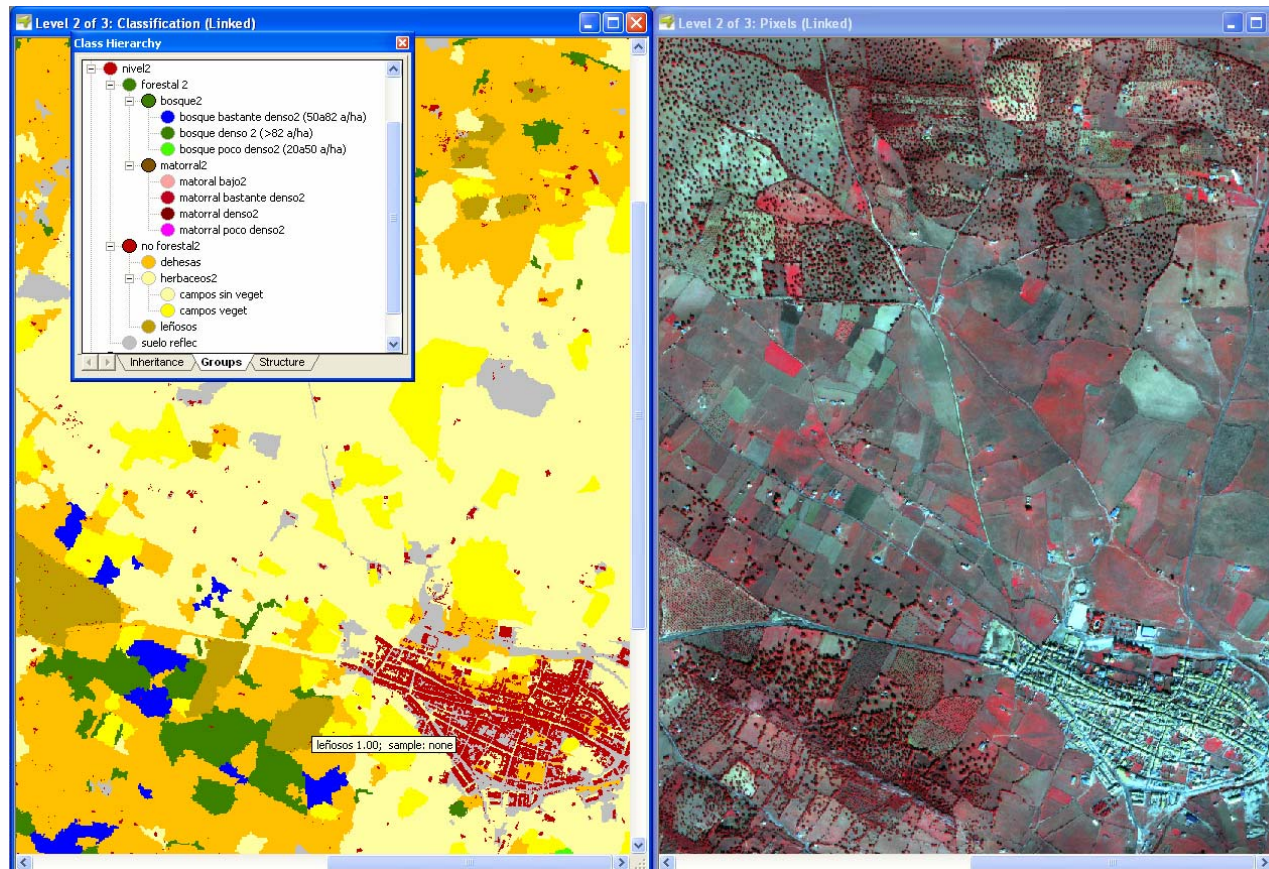 Level 2 of 3: Classification (Linked)
Class Hierarchy
nivel2
forestal 2
bosque2
bosque bastante denso2 (50a82 a/ha)
bosque denso 2 (>82 a/ha)
bosque poco denso2 (20a50 a/ha)
matorral2
matoral bajo2
matorral bastante denso2
matorral denso2
matorral poco denso2
no forestal2
dehesas
herbaceos2
campos sin veget
campos veget
leñosos
suelo reflec
Inheritance Groups Structure
leñosos 1.00; sample: none
Level 2 of 3: Pixels (Linked)